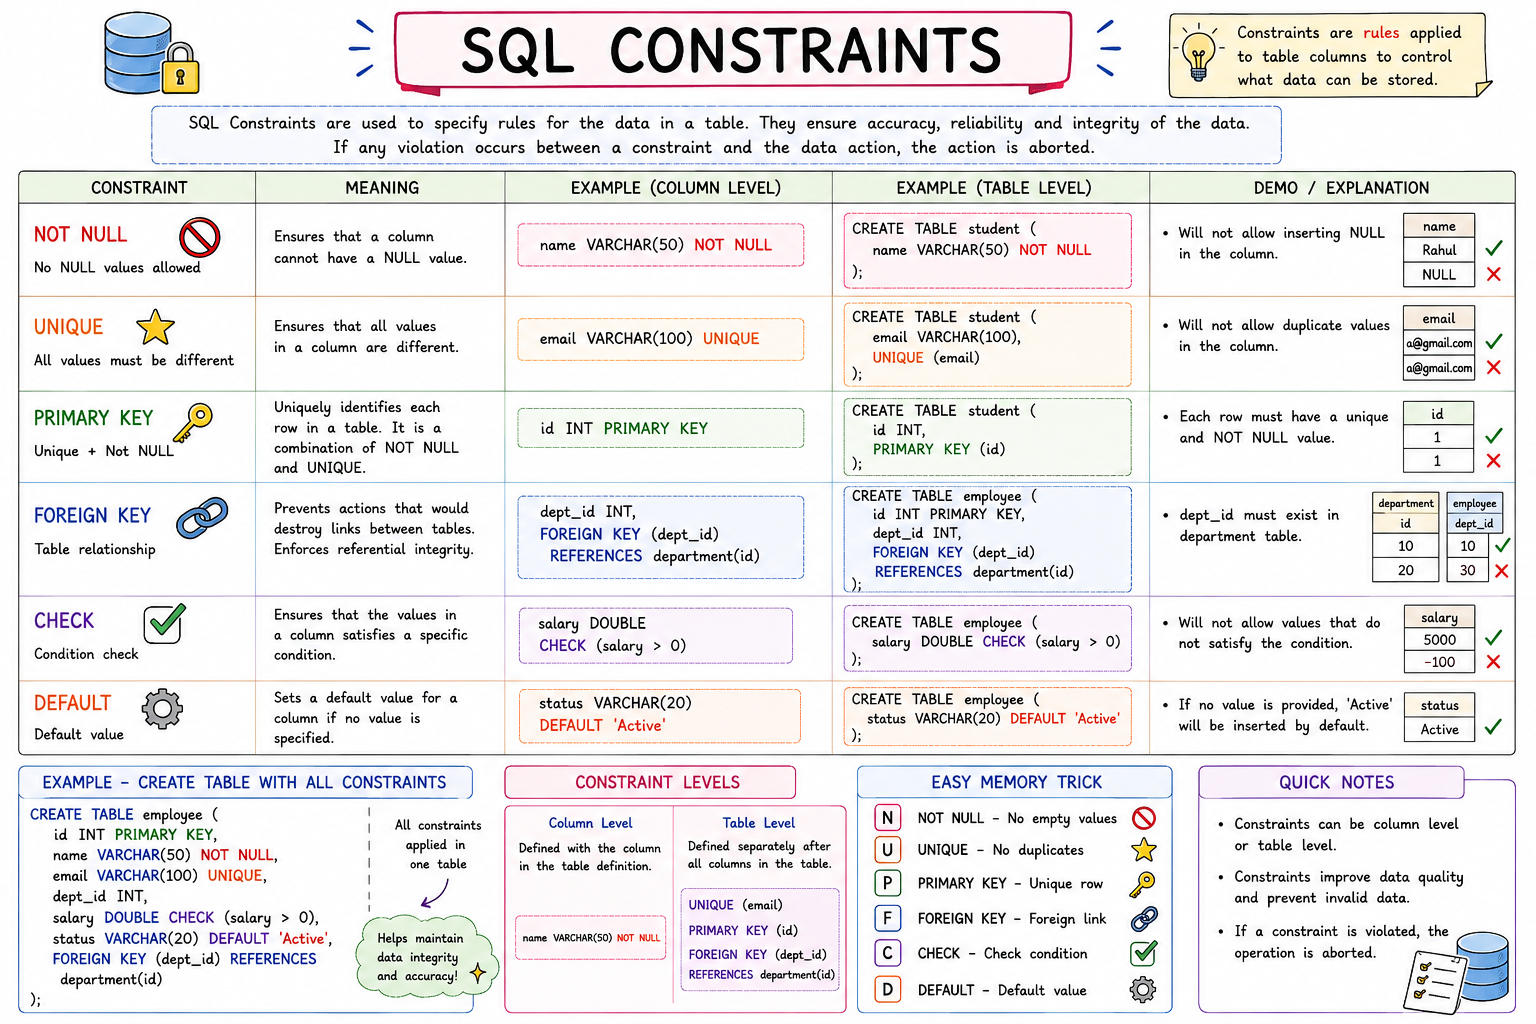 SQL CONSTRAINTS
Constraints are rules applied
to table columns to control
what data can be stored.
SQL Constraints are used to specify rules for the data in a table. They ensure accuracy, reliability and integrity of the data.
If any violation occurs between a constraint and the data action, the action is aborted.
CONSTRAINT
MEANING
EXAMPLE (COLUMN LEVEL)
EXAMPLE (TABLE LEVEL)
DEMO / EXPLANATION
NOT NULL
No NULL values allowed
Ensures that a column
cannot have a NULL value.
name VARCHAR(50) NOT NULL
CREATE TABLE student (
name VARCHAR(50) NOT NULL
);
• Will not allow inserting NULL
in the column.
name
Rahul
NULL
UNIQUE
All values must be different
Ensures that all values
in a column are different.
email VARCHAR(100) UNIQUE
CREATE TABLE student (
email VARCHAR(100),
UNIQUE (email)
);
• Will not allow duplicate values
in the column.
email
a@gmail.com
a@gmail.com
PRIMARY KEY
Unique + Not NULL
Uniquely identifies each
row in a table. It is a
combination of NOT NULL
and UNIQUE.
id INT PRIMARY KEY
CREATE TABLE student (
id INT,
PRIMARY KEY (id)
);
• Each row must have a unique
and NOT NULL value.
id
1
1
FOREIGN KEY
Table relationship
Prevents actions that would
destroy links between tables.
Enforces referential integrity.
dept_id INT,
FOREIGN KEY (dept_id)
REFERENCES department(id)
CREATE TABLE employee (
id INT PRIMARY KEY,
dept_id INT,
FOREIGN KEY (dept_id)
REFERENCES department(id)
);
• dept_id must exist in
department table.
department
id
10
20
employee
dept_id
10
30
CHECK
Condition check
Ensures that the values in
a column satisfies a specific
condition.
salary DOUBLE
CHECK (salary > 0)
CREATE TABLE employee (
salary DOUBLE CHECK (salary > 0)
);
• Will not allow values that do
not satisfy the condition.
salary
5000
-100
DEFAULT
Default value
Sets a default value for a
column if no value is
specified.
status VARCHAR(20)
DEFAULT 'Active'
CREATE TABLE employee (
status VARCHAR(20) DEFAULT 'Active'
);
• If no value is provided, 'Active'
will be inserted by default.
status
Active
EXAMPLE - CREATE TABLE WITH ALL CONSTRAINTS
CREATE TABLE employee (
id INT PRIMARY KEY,
name VARCHAR(50) NOT NULL,
email VARCHAR(100) UNIQUE,
dept_id INT,
salary DOUBLE CHECK (salary > 0),
status VARCHAR(20) DEFAULT 'Active',
FOREIGN KEY (dept_id) REFERENCES
department(id)
);
All constraints
applied in
one table
Helps maintain
data integrity
and accuracy!
CONSTRAINT LEVELS
Column Level
Defined with the column
in the table definition.
name VARCHAR(50) NOT NULL
Table Level
Defined separately after
all columns in the table.
UNIQUE (email)
PRIMARY KEY (id)
FOREIGN KEY (dept_id)
REFERENCES department(id)
EASY MEMORY TRICK
N NOT NULL - No empty values
U UNIQUE - No duplicates
P PRIMARY KEY - Unique row
F FOREIGN KEY - Foreign link
C CHECK - Check condition
D DEFAULT - Default value
QUICK NOTES
• Constraints can be column level
or table level.
• Constraints improve data quality
and prevent invalid data.
• If a constraint is violated, the
operation is aborted.